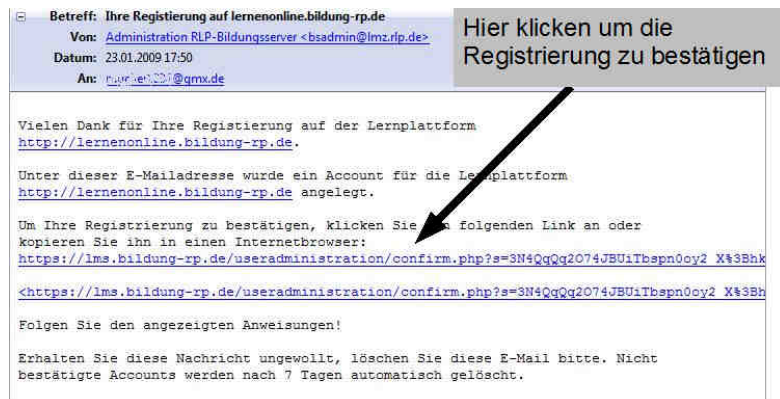 Betreff: Ihre Registierung auf lernenonline.bildung-rp.de
Von: Administration RLP-Bildungsserver <bsadmin@lmz.rlp.de>
Datum: 23.01.2009 17:50
An: @gmx.de
Hier klicken um die
Registrierung zu bestätigen
Vielen Dank für Ihre Registierung auf der Lernplattform
http://lernenonline.bildung-rp.de.
Unter dieser E-Mailadresse wurde ein Account für die Lernplattform
http://lernenonline.bildung-rp.de angelegt.
Um Ihre Registrierung zu bestätigen, klicken Sie den folgenden Link an oder
kopieren Sie ihn in einen Internetbrowser:
https://lms.bildung-rp.de/useradministration/confirm.php?s=3N4QqQq2O74JBUiTbspn0oy2 X%3Bhk
<https://lms.bildung-rp.de/useradministration/confirm.php?s=3N4QqQq2O74JBUiTbspn0oy2 X%3Bh
Folgen Sie den angezeigten Anweisungen!
Erhalten Sie diese Nachricht ungewollt, löschen Sie diese E-Mail bitte. Nicht
bestätigte Accounts werden nach 7 Tagen automatisch gelöscht.